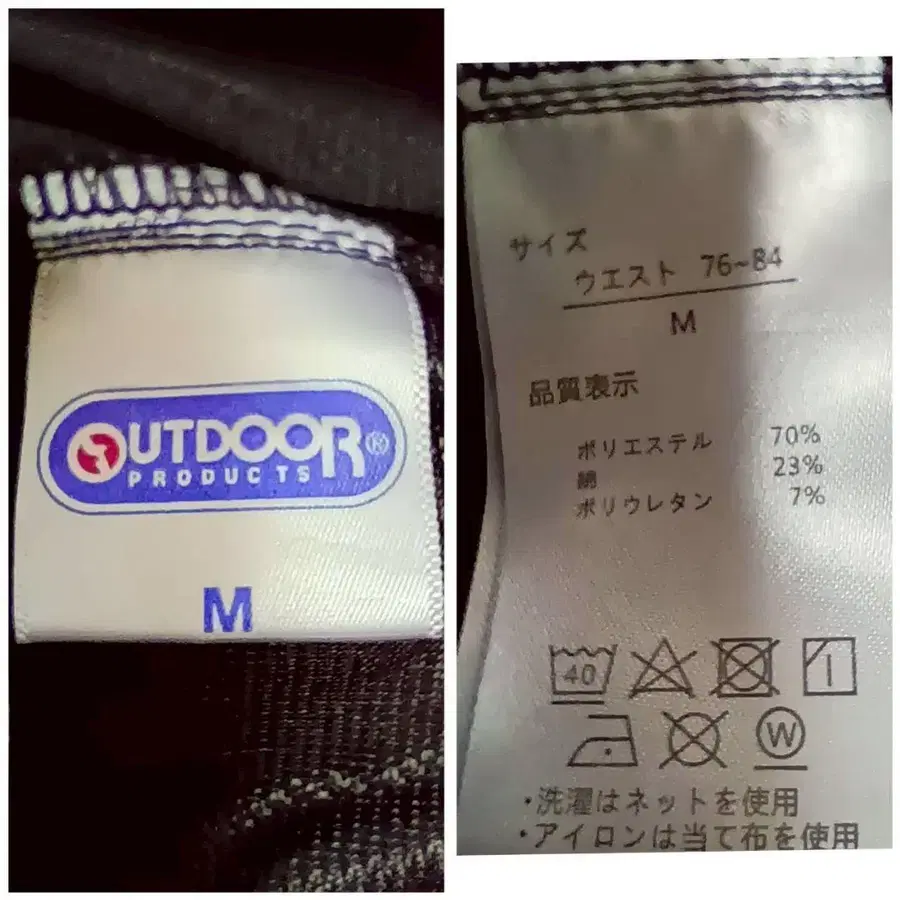 OUTDOOR®
PRODUCTS
M
サイズ
ウエスト 76~84
M
品質表示
ポリエステル 70%
綿 23%
ポリウレタン 7%
40
W
・洗濯はネットを使用
・アイロンは当て布を使用